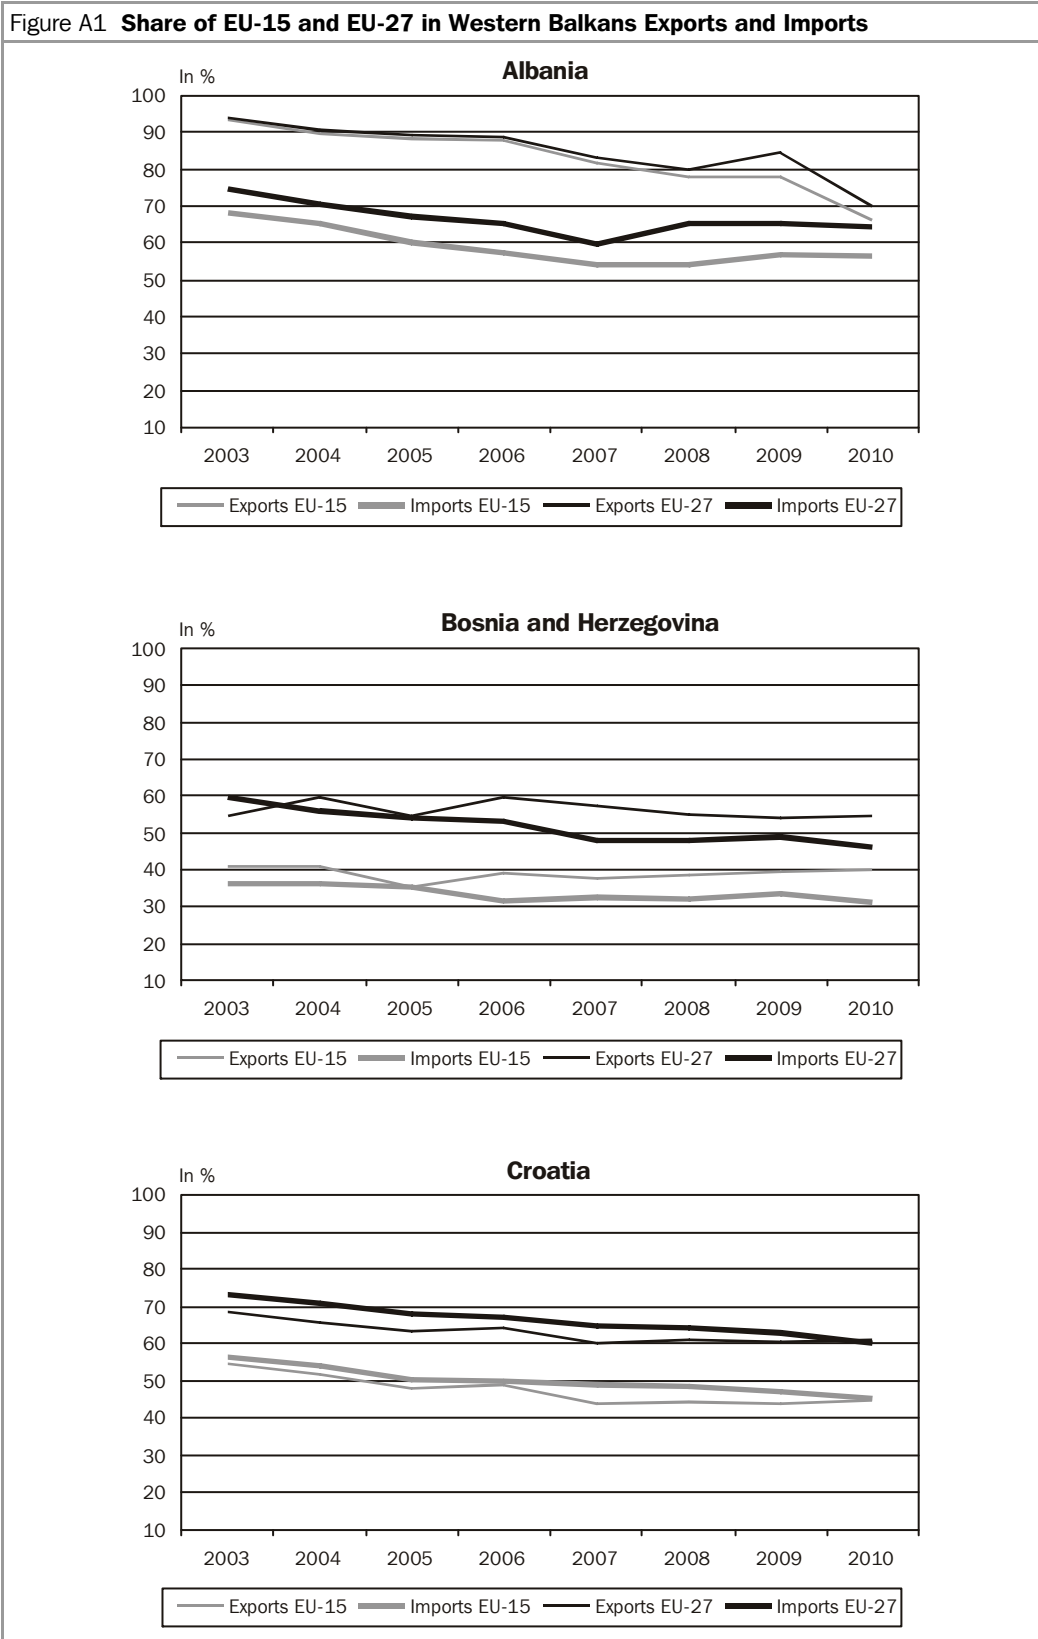 Figure A1 Share of EU-15 and EU-27 in Western Balkans Exports and Imports
Albania
In %
100
90
80
70
60
50
40
30
20
10
2003 2004 2005 2006 2007 2008 2009 2010
Exports EU-15 Imports EU-15 Exports EU-27 Imports EU-27
Bosnia and Herzegovina
In %
100
90
80
70
60
50
40
30
20
10
2003 2004 2005 2006 2007 2008 2009 2010
Exports EU-15 Imports EU-15 Exports EU-27 Imports EU-27
Croatia
In %
100
90
80
70
60
50
40
30
20
10
2003 2004 2005 2006 2007 2008 2009 2010
Exports EU-15 Imports EU-15 Exports EU-27 Imports EU-27